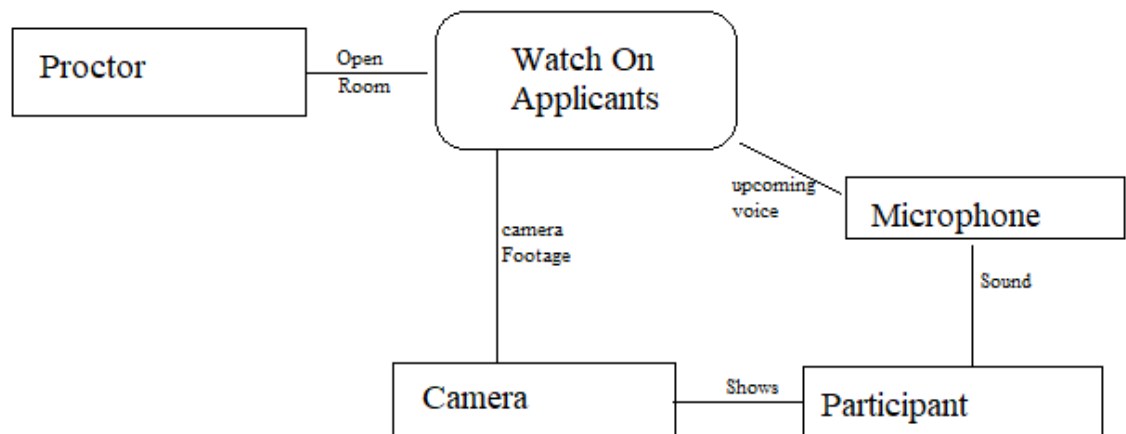 Proctor
Open
Room
Watch On
Applicants
upcoming
voice
Microphone
camera
Footage
Sound
Camera
Shows
Participant